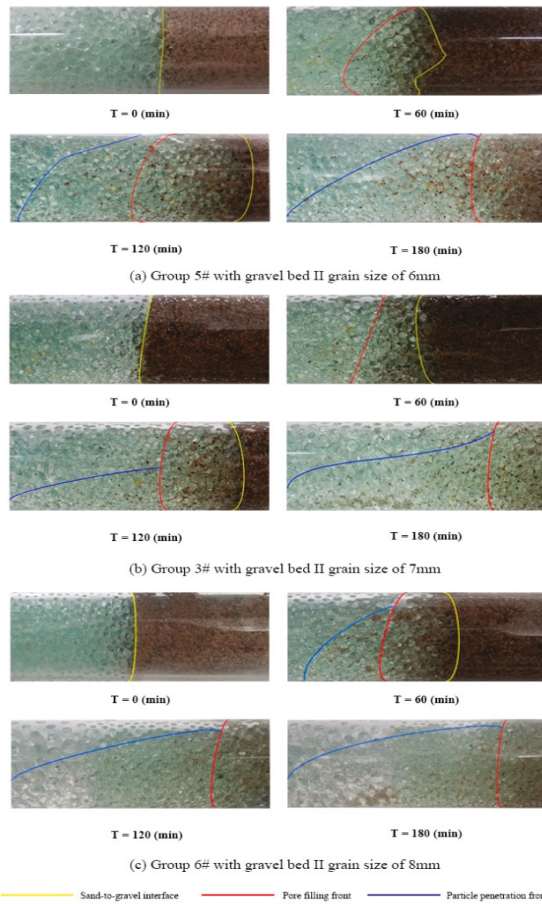 T = 0 (min)
T = 60 (min)
T = 120 (min)
T = 180 (min)
(a) Group 5# with gravel bed II grain size of 6mm
T = 0 (min)
T = 60 (min)
T = 120 (min)
T = 180 (min)
(b) Group 3# with gravel bed II grain size of 7mm
T = 0 (min)
T = 60 (min)
T = 120 (min)
T = 180 (min)
(c) Group 6# with gravel bed II grain size of 8mm
Sand-to-gravel interface Pore filling front Particle penetration fron